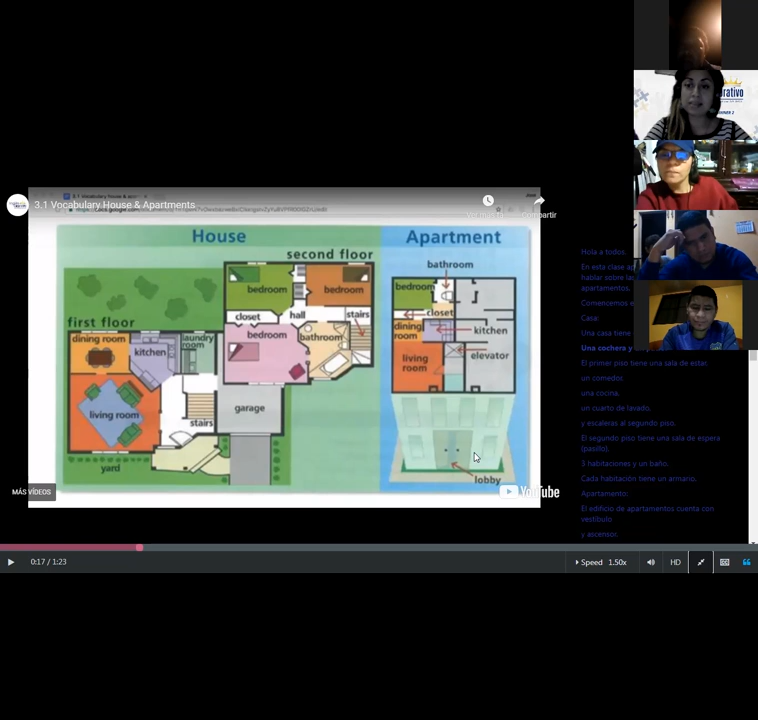 3.1 Vocabulary House & Apartments
Compartir
House
Apartment
second floor
bedroom
bedroom
closet
hall
stairs
bedroom
bathroom
first floor
dining room
kitchen
laundry
room
living room
stairs
garage
yard
bathroom
bedroom
closet
dining
room
kitchen
living
room
elevator
lobby
MÁS VÍDEOS
YouTube
0:17 / 1:23
Speed 1.50x
HD
Hola a todos.
En esta clase
hablar sobre
apartamentos.
Comencemos
Casa:
Una casa tiene
Una cochera y
El primer piso tiene una sala de estar.
un comedor.
una cocina,
un cuarto de lavado.
y escaleras al segundo piso.
El segundo piso tiene una sala de espera
(pasillo).
3 habitaciones y un baño.
Cada habitación tiene un armario.
Apartamento:
El edificio de apartamentos cuenta con
vestíbulo
y ascensor.